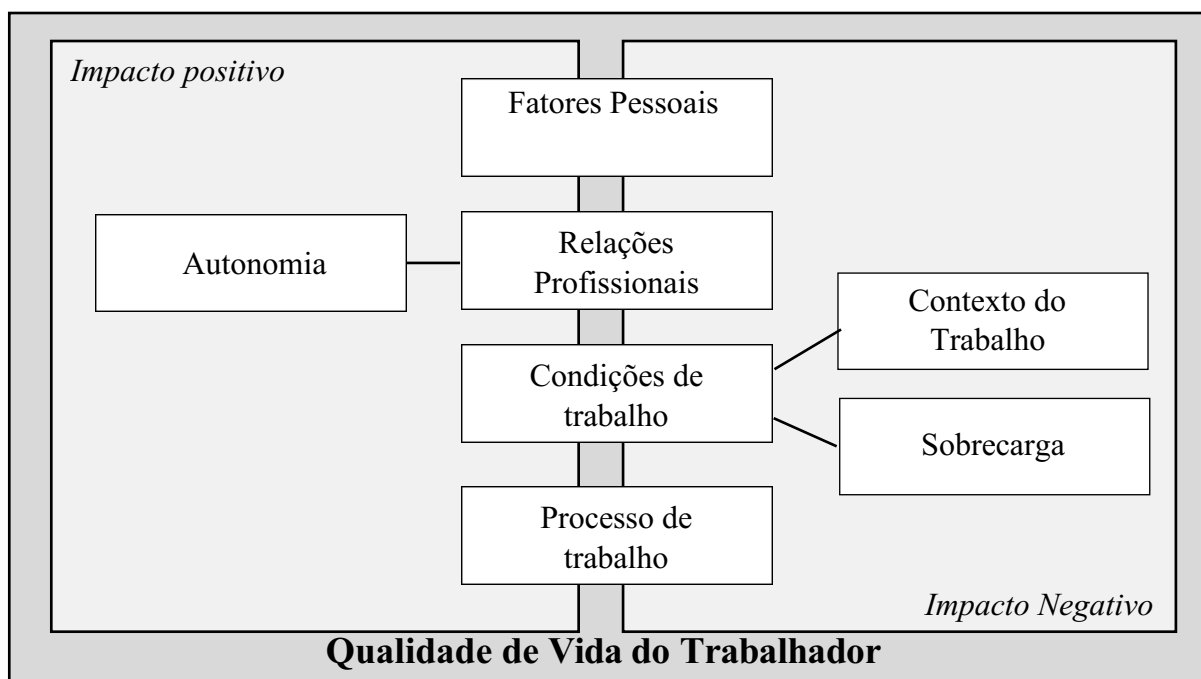 Impacto positivo
Fatores Pessoais
Autonomia
Relações
Profissionais
Contexto do
Trabalho
Condições de
trabalho
Sobrecarga
Processo de
trabalho
Impacto Negativo
Qualidade de Vida do Trabalhador